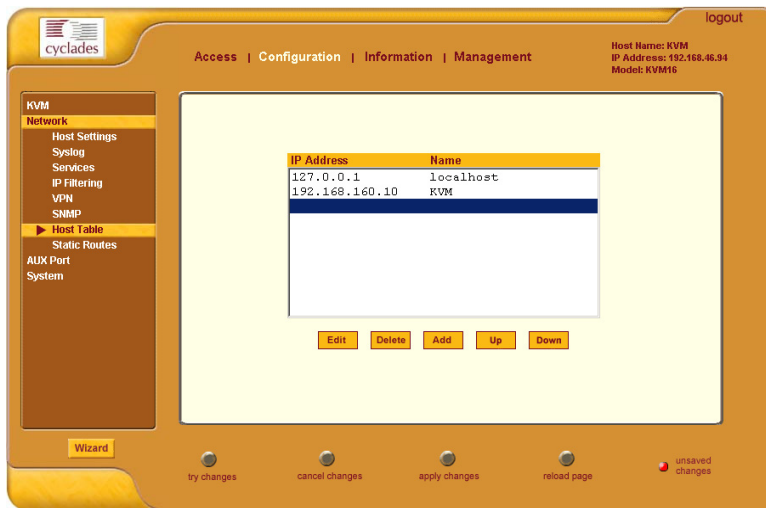 logout
cyclades
Access | Configuration | Information | Management
Host Name: KVM
IP Address: 192.168.46.94
Model: KVM16
KVM
Network
Host Settings
Syslog
Services
IP Filtering
VPN
SNMP
Host Table
Static Routes
AUX Port
System
IP Address Name
127.0.0.1 localhost
192.168.160.10 KVM
Edit Delete Add Up Down
Wizard
try changes
cancel changes
apply changes
reload page
unsaved
changes